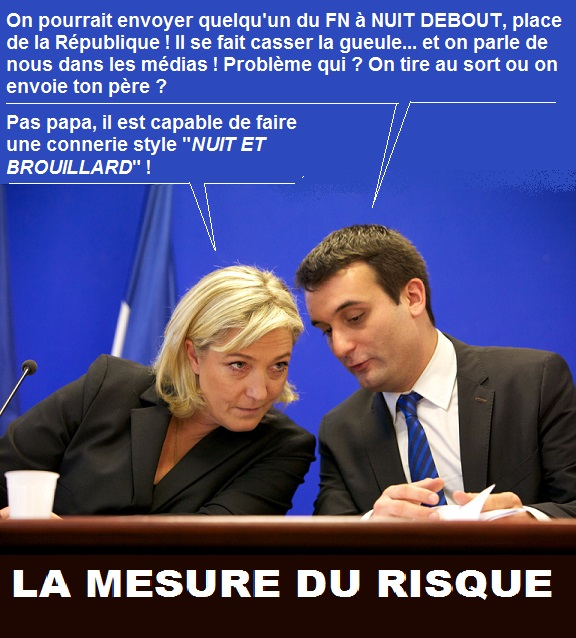 On pourrait envoyer quelqu'un du FN à NUIT DEBOUT, place
de la République ! Il se fait casser la gueule... et on parle de
nous dans les médias ! Problème qui ? On tire au sort ou on
envoie ton père ?
Pas papa, il est capable de faire
une connerie style "NUIT ET
BROUILLARD" !
LA MESURE DU RISQUE